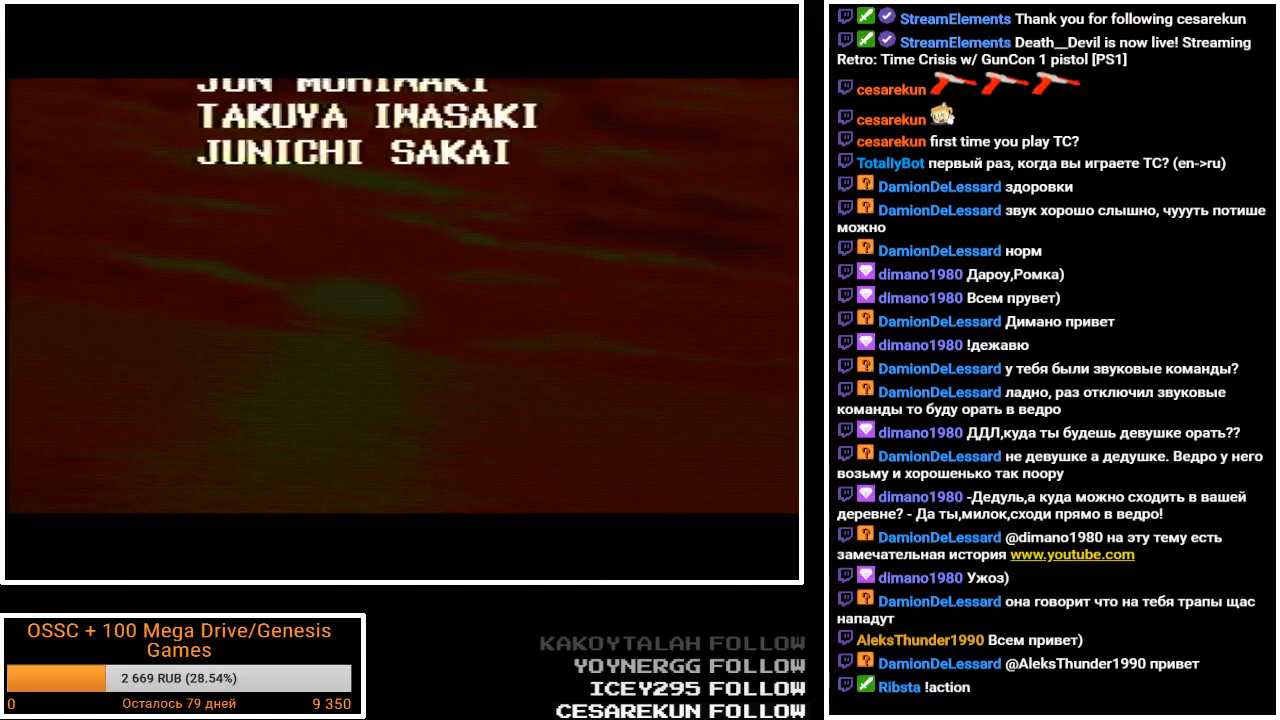 JUN MORIWAKI
TAKUYA IWASAKI
JUNICHI SAKAI
OSSC + 100 Mega Drive/Genesis
Games
2 669 RUB (28.54%)
0
Осталось 79 дней
9 350
KAKOYTALAH FOLLOW
YOYNERGG FOLLOW
ICEY295 FOLLOW
CESAREKUN FOLLOW
StreamElements Thank you for following cesarekun
StreamElements Death__Devil is now live! Streaming
Retro: Time Crisis w/ GunCon 1 pistol [PS1]
cesarekun
cesarekun
cesarekun first time you play TC?
TotallyBot первый раз, когда вы играете TC? (en->ru)
DamionDeLessard здоровки
DamionDeLessard звук хорошо слышно, чуууть потише
можно
DamionDeLessard норм
dimano1980 Дароу,Ромка)
dimano1980 Всем прувет)
DamionDeLessard Димано привет
dimano1980 !дежавю
DamionDeLessard у тебя были звуковые команды?
DamionDeLessard ладно, раз отключил звуковые
команды то буду орать в ведро
dimano1980 ДДЛ,куда ты будешь девушке орать??
DamionDeLessard не девушке а дедушке. Ведро у него
возьму и хорошенько так поору
dimano1980 -Дедуль,а куда можно сходить в вашей
деревне? - Да ты,милок,сходи прямо в ведро!
DamionDeLessard @dimano1980 на эту тему есть
замечательная история www.youtube.com
dimano1980 Ужоз)
DamionDeLessard она говорит что на тебя трапы щас
нападут
AleksThunder1990 Всем привет)
DamionDeLessard @AleksThunder1990 привет
Ribsta !action